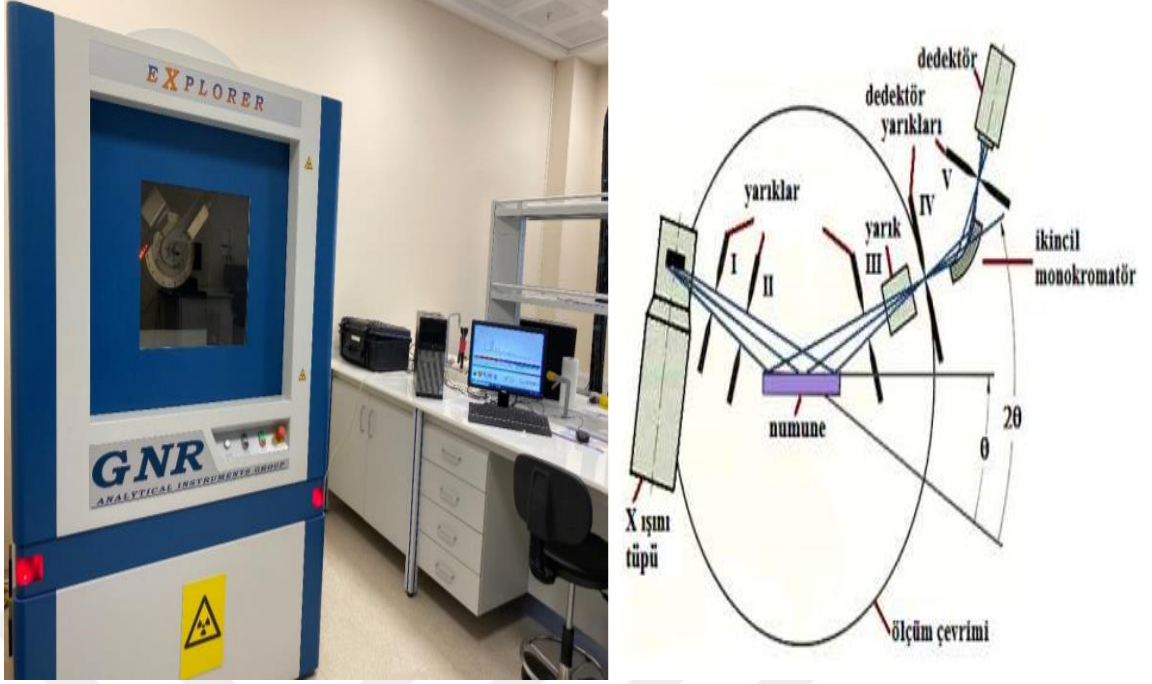 EXPLORER
GNR
ANALYTICAL INSTRUMENTS GROUP
dedektör
dedektör
yarıkları
yarıklar
yarık
I
II
III
IV
V
ikincil
monokromatör
numune
θ
2θ
X ışını
tüpü
ölçüm çevrimi